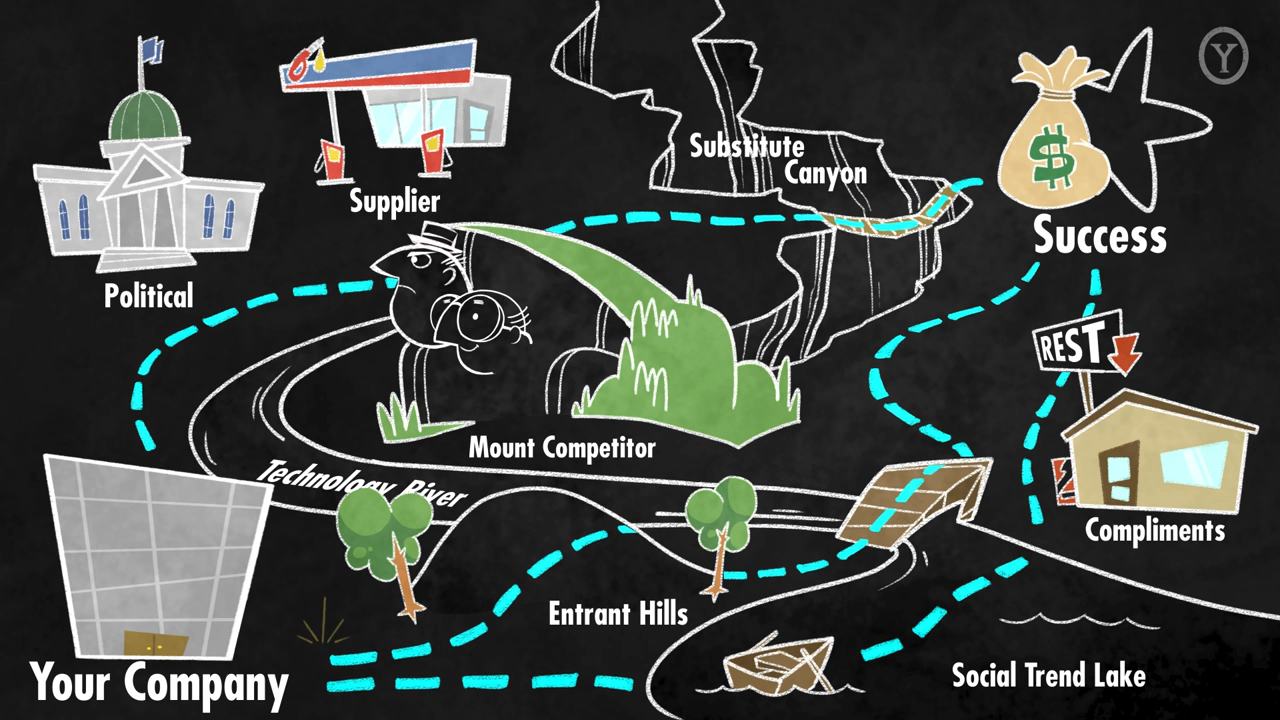 Y
Substitute
Canyon
$
Supplier
Success
Political
REST
Mount Competitor
Technology River
Compliments
Entrant Hills
Your Company
Social Trend Lake